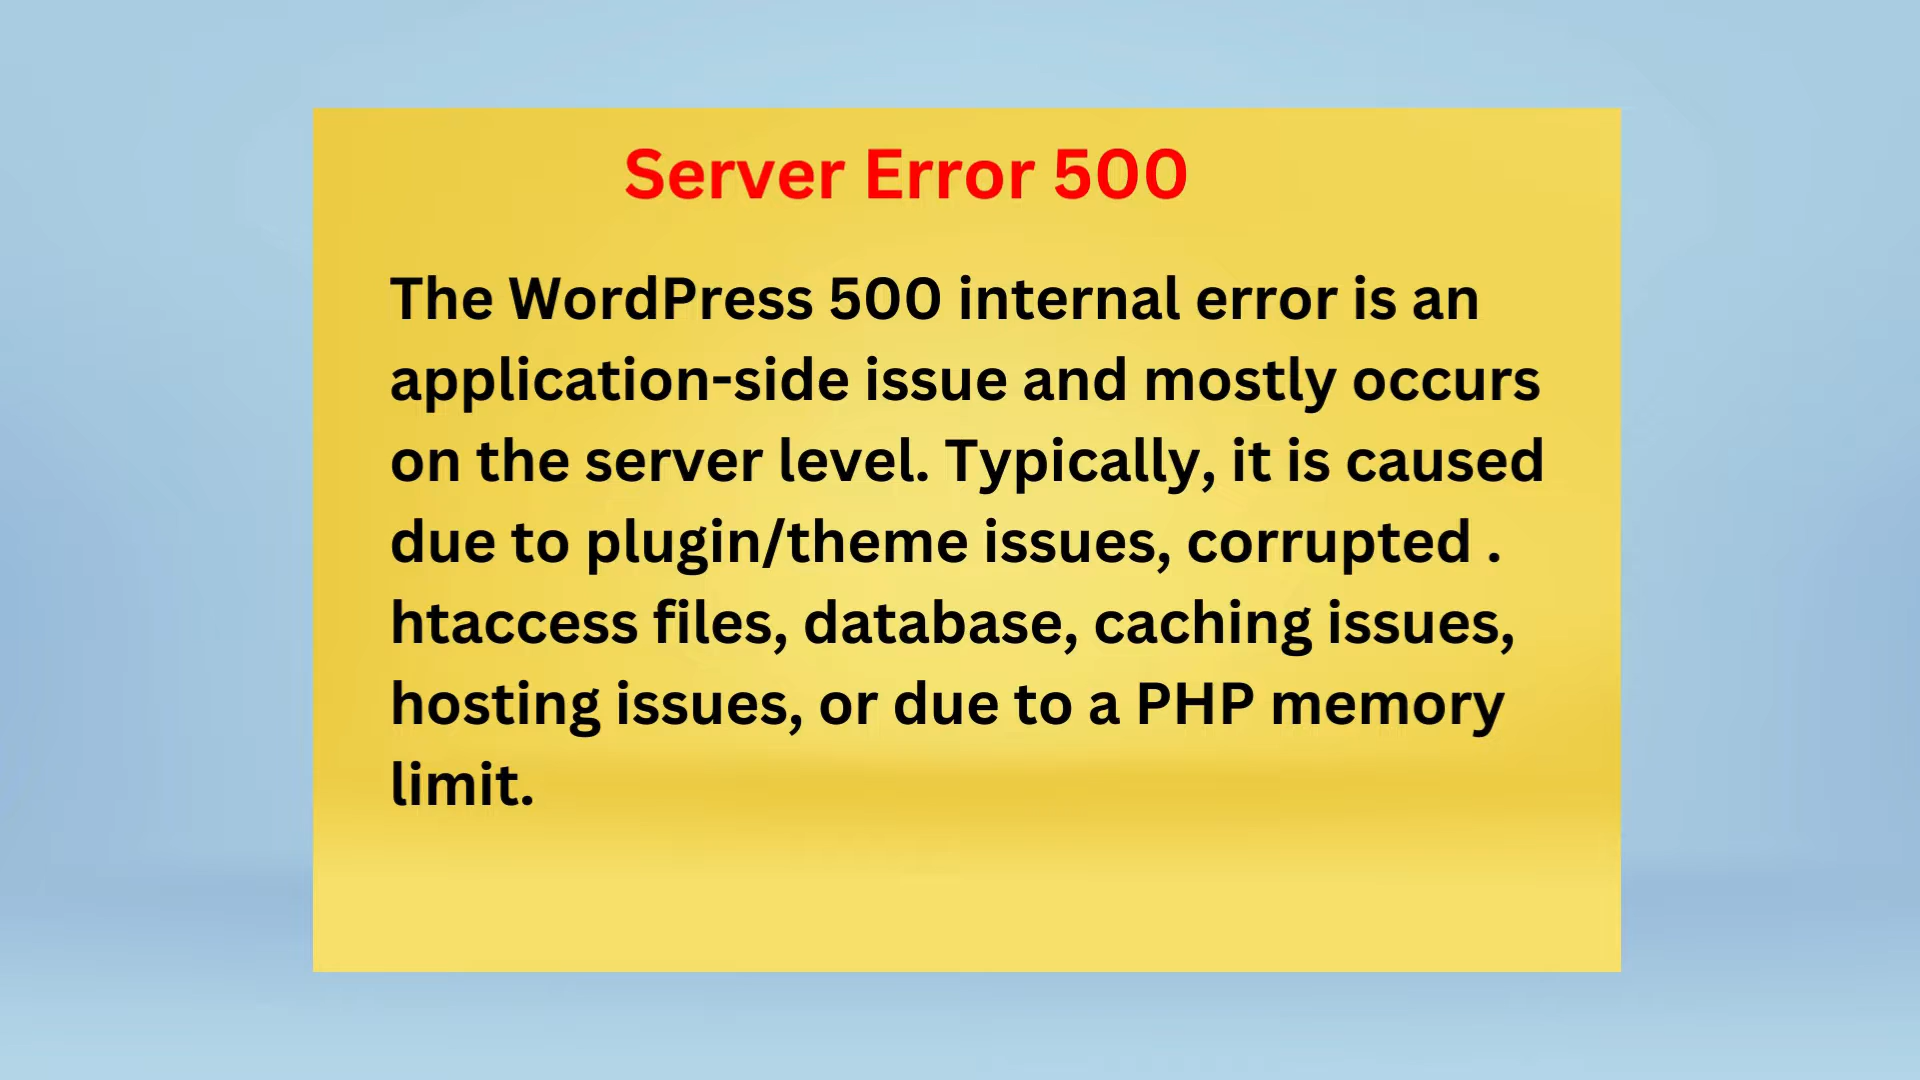 Server Error 500
The WordPress 500 internal error is an
application-side issue and mostly occurs
on the server level. Typically, it is caused
due to plugin/theme issues, corrupted .
htaccess files, database, caching issues,
hosting issues, or due to a PHP memory
limit.